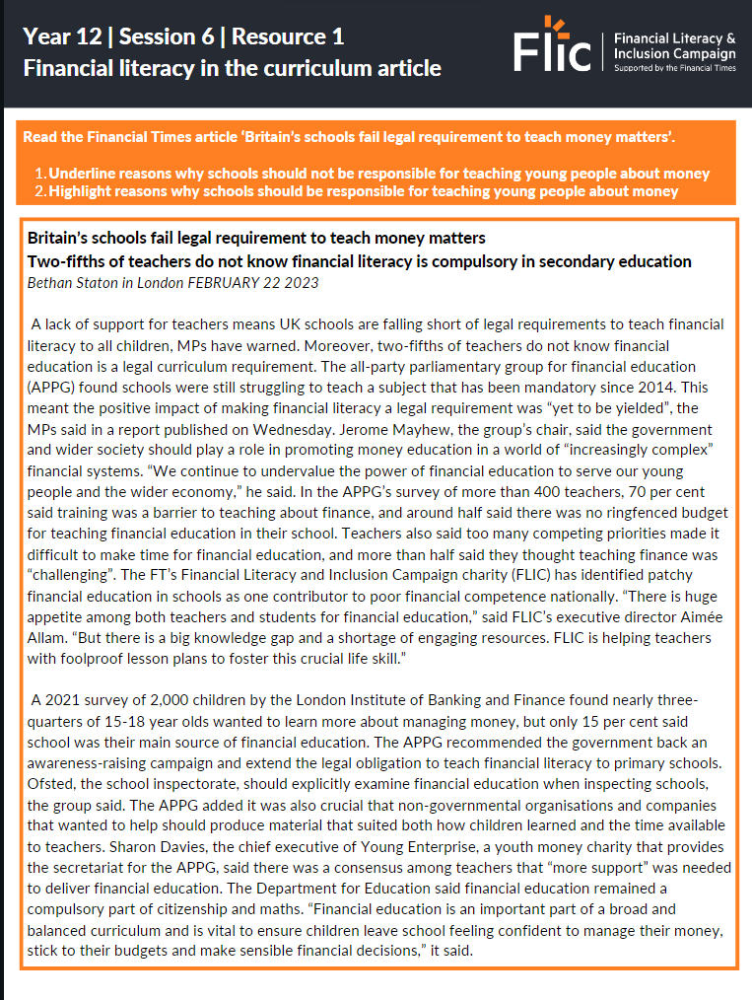 Year 12 | Session 6 | Resource 1
Financial literacy in the curriculum article
Flic
Financial Literacy &
Inclusion Campaign
Supported by the Financial Times
Read the Financial Times article ‘Britain’s schools fail legal requirement to teach money matters’.
1. Underline reasons why schools should not be responsible for teaching young people about money
2. Highlight reasons why schools should be responsible for teaching young people about money
Britain’s schools fail legal requirement to teach money matters
Two-fifths of teachers do not know financial literacy is compulsory in secondary education
Bethan Staton in London FEBRUARY 22 2023
A lack of support for teachers means UK schools are falling short of legal requirements to teach financial
literacy to all children, MPs have warned. Moreover, two-fifths of teachers do not know financial
education is a legal curriculum requirement. The all-party parliamentary group for financial education
(APPG) found schools were still struggling to teach a subject that has been mandatory since 2014. This
meant the positive impact of making financial literacy a legal requirement was “yet to be yielded”, the
MPs said in a report published on Wednesday. Jerome Mayhew, the group’s chair, said the government
and wider society should play a role in promoting money education in a world of “increasingly complex”
financial systems. “We continue to undervalue the power of financial education to serve our young
people and the wider economy,” he said. In the APPG’s survey of more than 400 teachers, 70 per cent
said training was a barrier to teaching about finance, and around half said there was no ringfenced budget
for teaching financial education in their school. Teachers also said too many competing priorities made it
difficult to make time for financial education, and more than half said they thought teaching finance was
“challenging”. The FT’s Financial Literacy and Inclusion Campaign charity (FLIC) has identified patchy
financial education in schools as one contributor to poor financial competence nationally. “There is huge
appetite among both teachers and students for financial education,” said FLIC’s executive director Aimée
Allam. “But there is a big knowledge gap and a shortage of engaging resources. FLIC is helping teachers
with foolproof lesson plans to foster this crucial life skill.”
A 2021 survey of 2,000 children by the London Institute of Banking and Finance found nearly three-
quarters of 15-18 year olds wanted to learn more about managing money, but only 15 per cent said
school was their main source of financial education. The APPG recommended the government back an
awareness-raising campaign and extend the legal obligation to teach financial literacy to primary schools.
Ofsted, the school inspectorate, should explicitly examine financial education when inspecting schools,
the group said. The APPG added it was also crucial that non-governmental organisations and companies
that wanted to help should produce material that suited both how children learned and the time available
to teachers. Sharon Davies, the chief executive of Young Enterprise, a youth money charity that provides
the secretariat for the APPG, said there was a consensus among teachers that “more support” was needed
to deliver financial education. The Department for Education said financial education remained a
compulsory part of citizenship and maths. “Financial education is an important part of a broad and
balanced curriculum and is vital to ensure children leave school feeling confident to manage their money,
stick to their budgets and make sensible financial decisions,” it said.